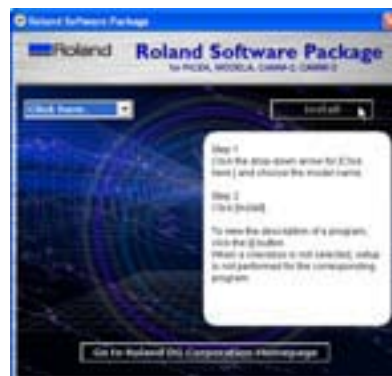 Roland Software Package
Roland
Roland Software Package
for PICZA, MODELA, CAMM-2, CAMM-3
Click here.
Install
Step 1
Click the drop-down arrow for [Click
here.] and choose the model name.
Step 2
Click [Install].
To view the description of a program,
click the [?] button.
When a checkbox is not selected, setup
is not performed for the corresponding
program.
Go to Roland DG Corporation Homepage